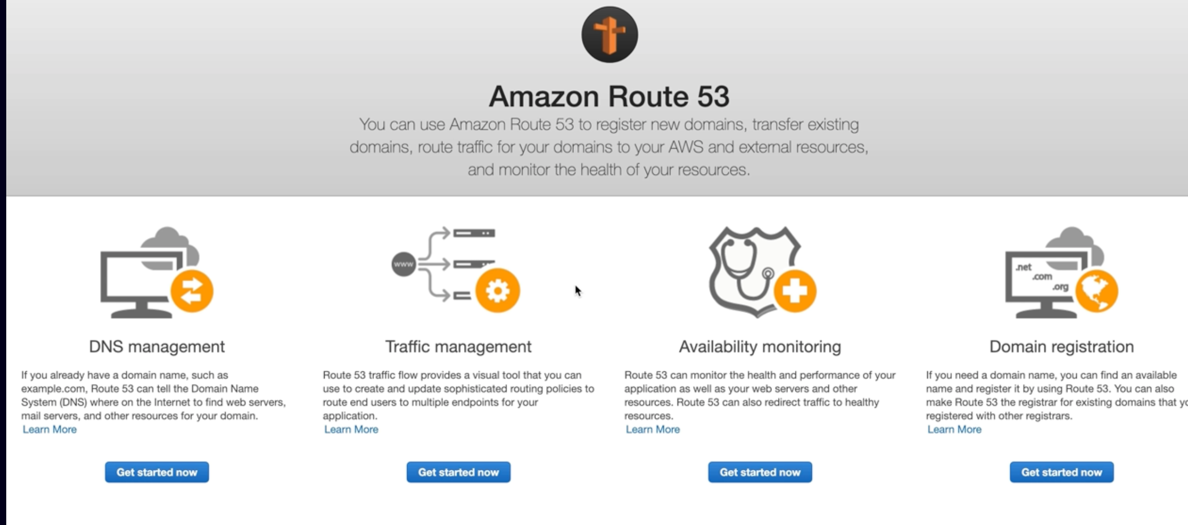 Amazon Route 53
You can use Amazon Route 53 to register new domains, transfer existing
domains, route traffic for your domains to your AWS and external resources,
and monitor the health of your resources.
www
.net
.com
.org
DNS management
If you already have a domain name, such as
example.com, Route 53 can tell the Domain Name
System (DNS) where on the Internet to find web servers,
mail servers, and other resources for your domain.
Learn More
Get started now
Traffic management
Route 53 traffic flow provides a visual tool that you can
use to create and update sophisticated routing policies to
route end users to multiple endpoints for your
application.
Learn More
Get started now
Availability monitoring
Route 53 can monitor the health and performance of your
application as well as your web servers and other
resources. Route 53 can also redirect traffic to healthy
resources.
Learn More
Get started now
Domain registration
If you need a domain name, you can find an available
name and register it by using Route 53. You can also
make Route 53 the registrar for existing domains that
registered with other registrars.
Learn More
Get started now